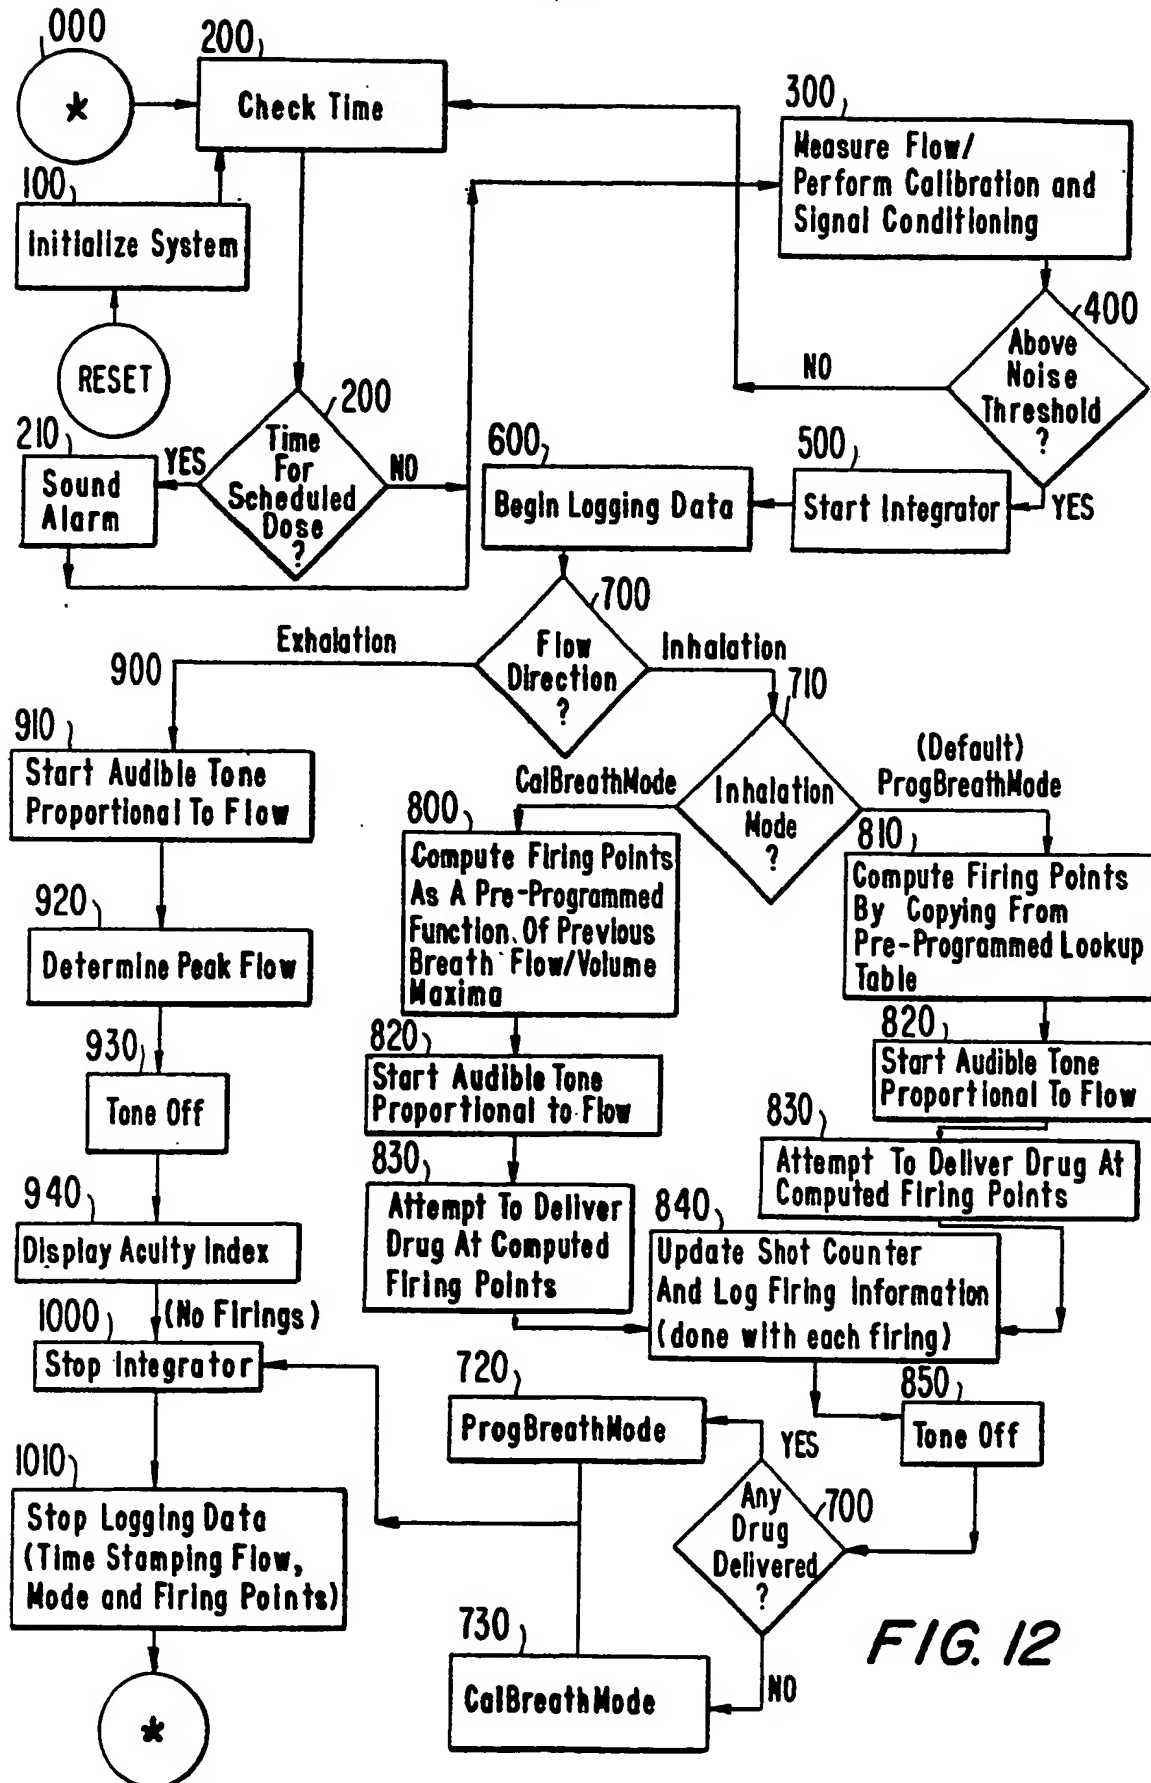 000
*
200
Check Time
300
Measure Flow/
Perform Calibration and
Signal Conditioning
100
Initialize System
RESET
400
Above
Noise
Threshold
?
NO
YES
200
Time
For
Scheduled
Dose
?
YES
NO
210
Sound
Alarm
500
Start Integrator
600
Begin Logging Data
700
Flow
Direction
?
Exhalation
Inhalation
900
910
Start Audible Tone
Proportional To Flow
920
Determine Peak Flow
930
Tone Off
940
Display Acuity Index
(No Firings)
1000
Stop Integrator
1010
Stop Logging Data
(Time Stamping Flow,
Mode and Firing Points)
*
710
Inhalation
Mode
?
CalBreathMode
(Default)
ProgBreathMode
800
Compute Firing Points
As A Pre-Programmed
Function Of Previous
Breath Flow/Volume
Maxima
820
Start Audible Tone
Proportional to Flow
830
Attempt To Deliver
Drug At Computed
Firing Points
810
Compute Firing Points
By Copying From
Pre-Programmed Lookup
Table
820
Start Audible Tone
Proportional To Flow
830
Attempt To Deliver Drug At
Computed Firing Points
840
Update Shot Counter
And Log Firing Information
(done with each firing)
850
Tone Off
700
Any
Drug
Delivered
?
YES
NO
720
ProgBreathMode
730
CalBreathMode
FIG. 12